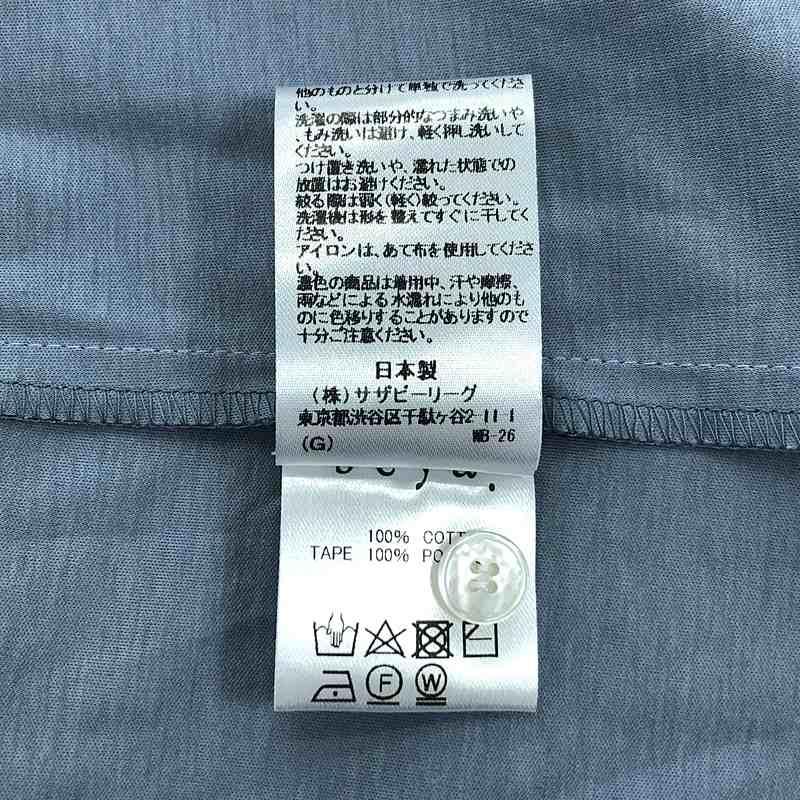 他のものと分けて単独で洗ってくださ
い。
洗濯の際は部分的なつまみ洗いや
、もみ洗いは避け、軽く押し洗いして
ください。
つけ置き洗いや、濡れた状態での
放置はお避けください。
絞る際は弱く(軽く)絞ってください。
洗濯後は形を整えてすぐに干してく
ださい。
アイロンは、あて布を使用してくださ
い。
濃色の商品は着用中、汗や摩擦、
雨などによる水濡れにより他のも
のに色移りすることがありますので
十分ご注意ください。
日本製
(株)サザビーリーグ
東京都渋谷区千駄ヶ谷2-11-1
(G) WB-26
100% COTT
TAPE 100% PO
F W